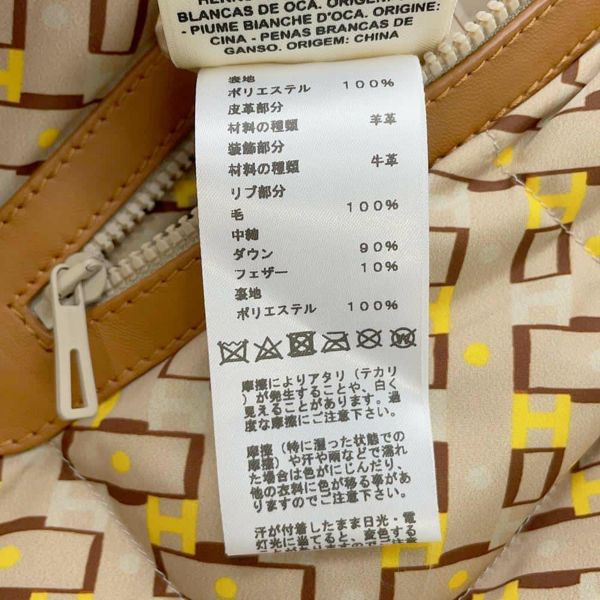 BLANCAS DE OCA. ORIGEN
- PIUME BIANCHE D'OCA. ORIGINE:
CINA - PENAS BRANCAS DE
GANSO. ORIGEM: CHINA
表地
ポリエステル 100%
皮革部分
材料の種類 羊革
装飾部分
材料の種類 牛革
リブ部分
毛 100%
中綿
ダウン 90%
フェザー 10%
裏地
ポリエステル 100%
摩擦によりアタリ(テカリ
)が発生することや、白く
見えることがあります。過
度な摩擦にご注意下さい。
摩擦(特に湿った状態での
摩擦)や汗や雨などで濡れ
た場合は色がにじんだり、
他の衣料に色が移る事があ
りますのでご注意下さい。
汗が付着したまま日光・電
灯光に当てると、変色する